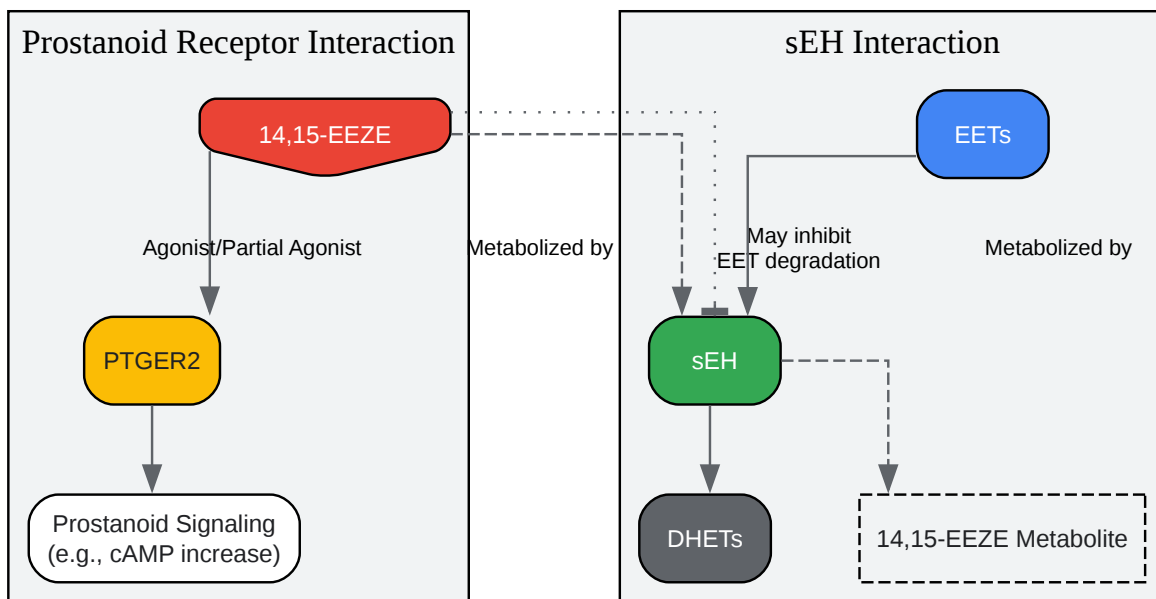 Prostanoid Receptor Interaction
sEH Interaction
14,15-EEZE
EETs
Agonist/Partial Agonist
Metabolized by
May inhibit
EET degradation
Metabolized by
PTGER2
sEH
Prostanoid Signaling
(e.g., cAMP increase)
DHETs
14,15-EEZE Metabolite